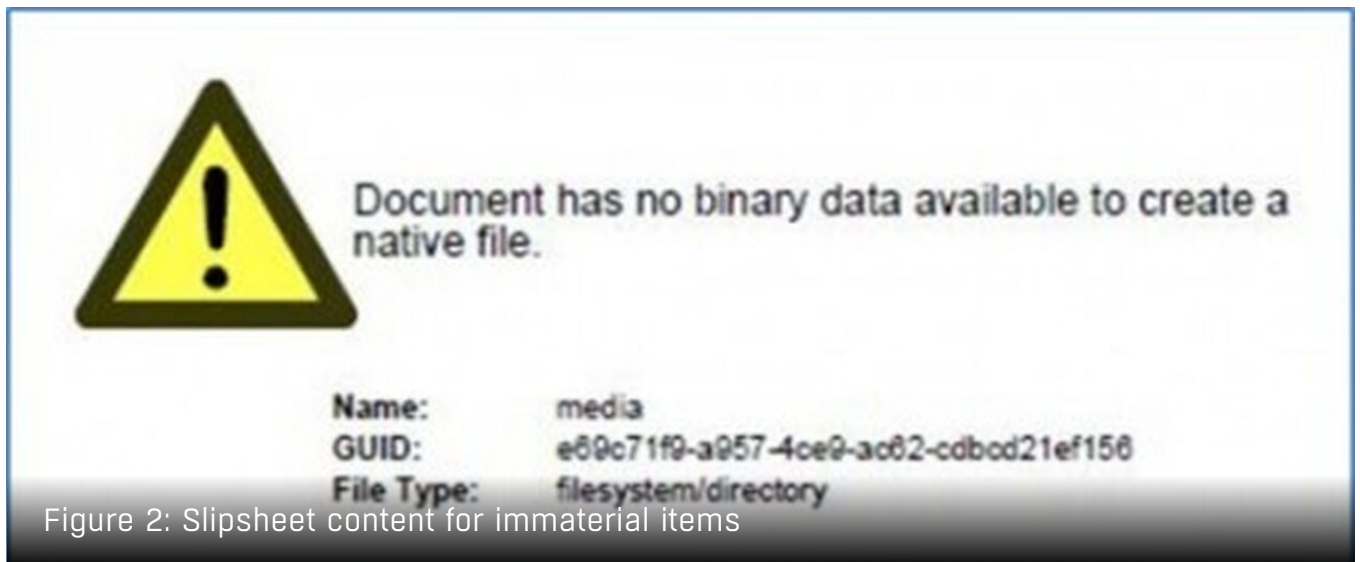 Document has no binary data available to create a
native file.
Name: media
GUID: e69c71f9-a957-4ce9-ac62-cdbcd21ef156
File Type: filesystem/directory
Figure 2: Slipsheet content for immaterial items